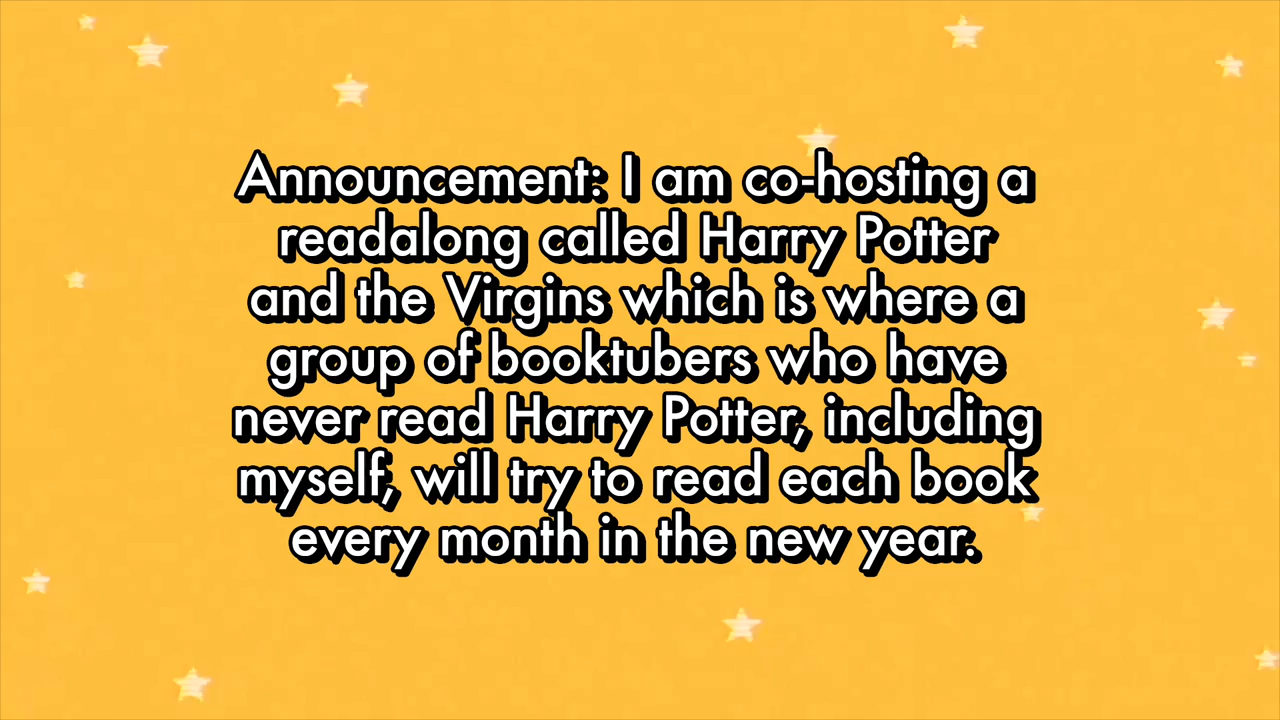 Announcement: I am co-hosting a
readalong called Harry Potter
and the Virgins which is where a
group of booktubers who have
never read Harry Potter, including
myself, will try to read each book
every month in the new year.